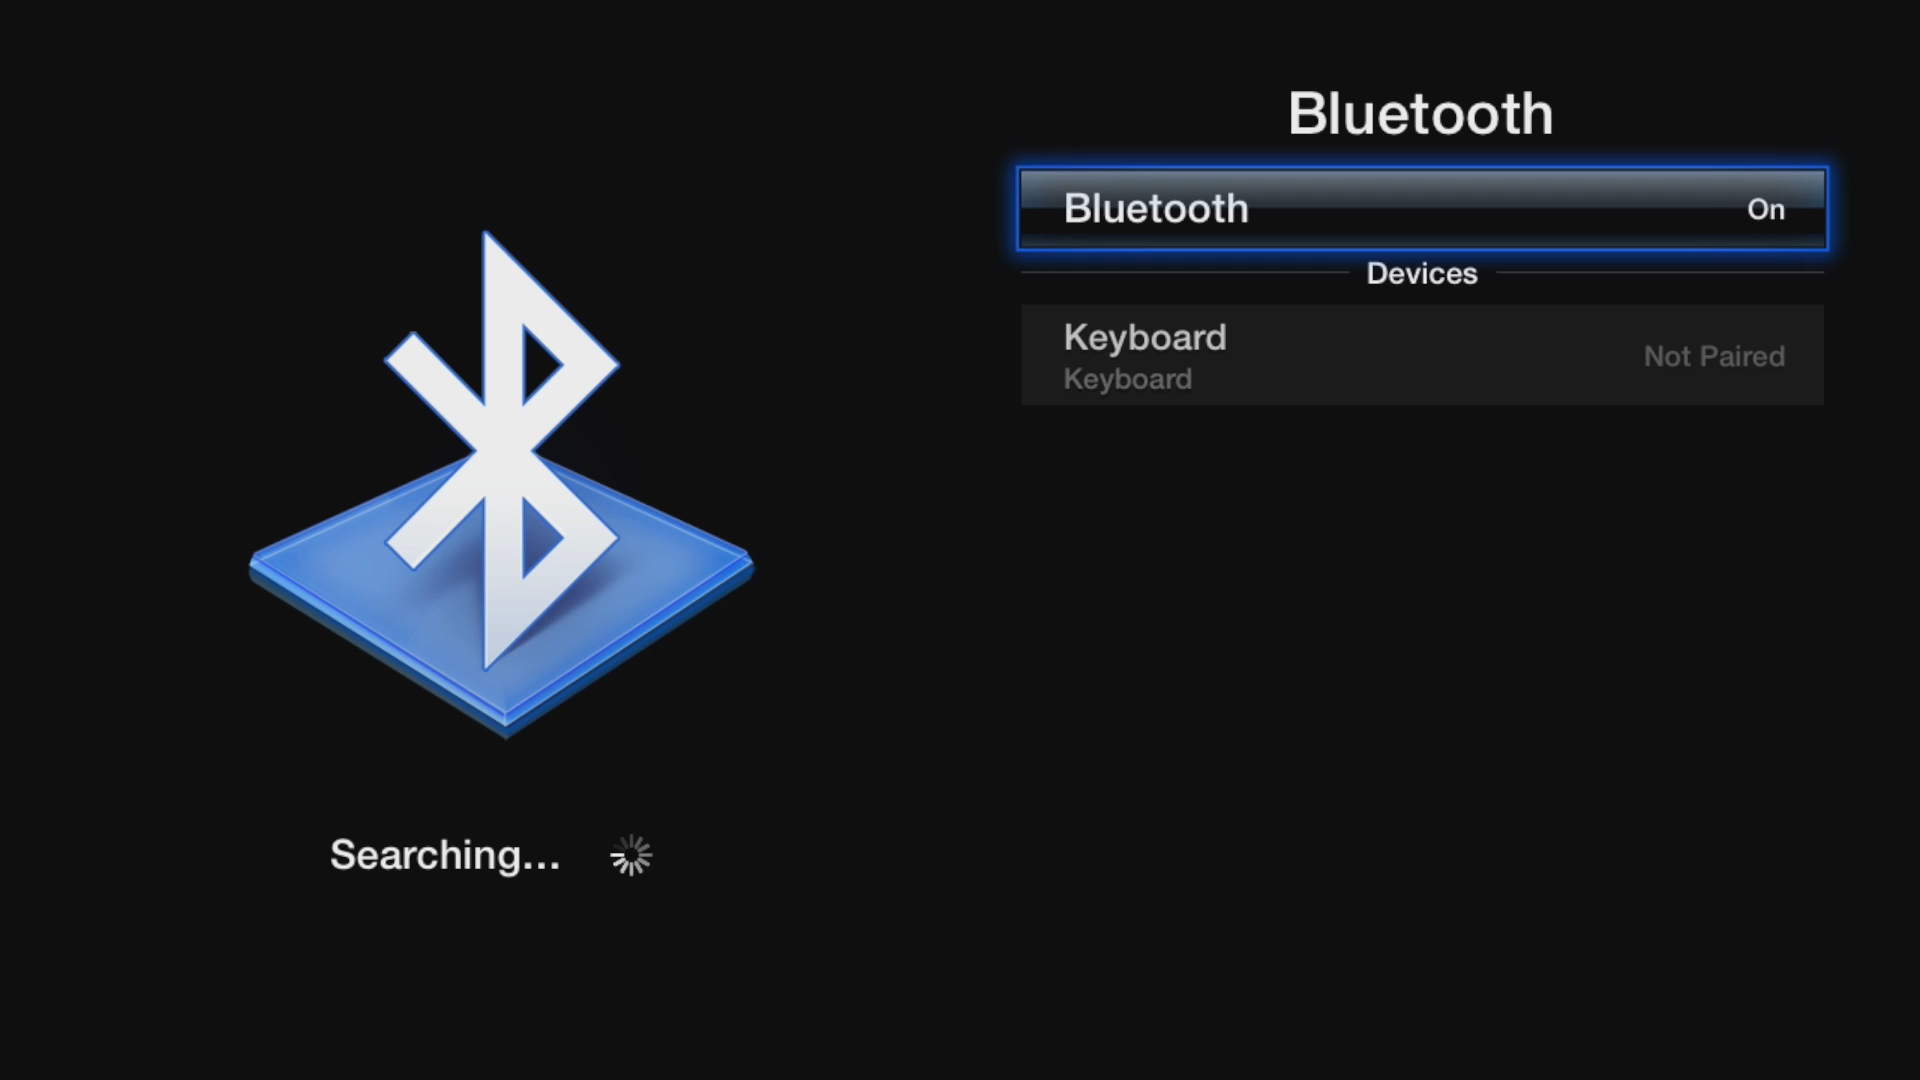 Bluetooth
Bluetooth On
Devices
Keyboard
Keyboard
Not Paired
Searching...